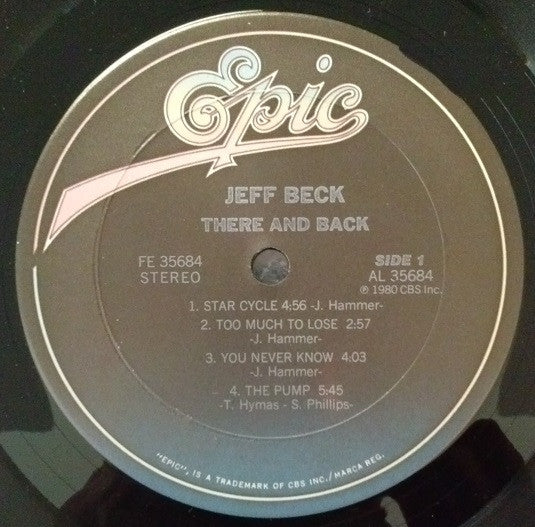 Epic
JEFF BECK
THERE AND BACK
FE 35684
STEREO
SIDE 1
AL 35684
℗ 1980 CBS Inc.
1. STAR CYCLE 4:56 -J. Hammer-
2. TOO MUCH TO LOSE 2:57
-J. Hammer-
3. YOU NEVER KNOW 4:03
-J. Hammer-
4. THE PUMP 5:45
-T. Hymas - S. Phillips-
"EPIC", IS A TRADEMARK OF CBS INC./MARCA REG.